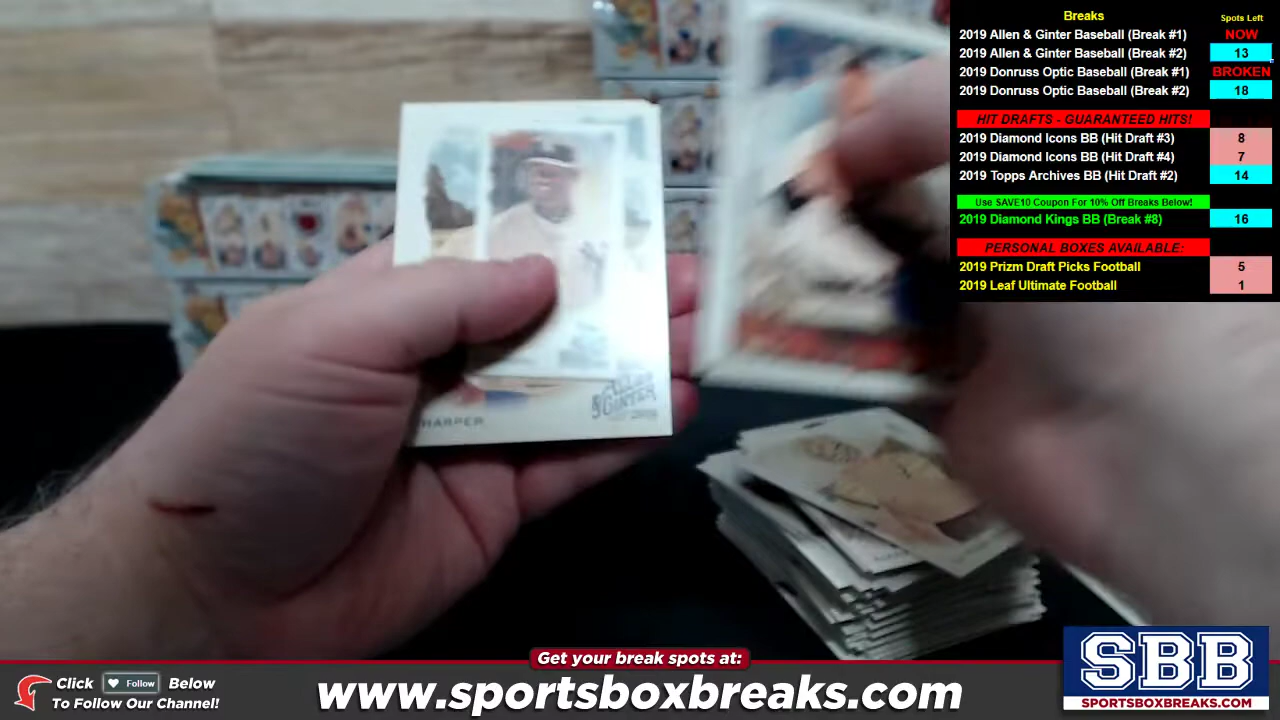 Breaks
Spots Left
2019 Allen & Ginter Baseball (Break #1)
NOW
2019 Allen & Ginter Baseball (Break #2)
13
2019 Donruss Optic Baseball (Break #1)
BROKEN
2019 Donruss Optic Baseball (Break #2)
18
HIT DRAFTS - GUARANTEED HITS!
2019 Diamond Icons BB (Hit Draft #3)
8
2019 Diamond Icons BB (Hit Draft #4)
7
2019 Topps Archives BB (Hit Draft #2)
14
Use SAVE10 Coupon For 10% Off Breaks Below!
2019 Diamond Kings BB (Break #8)
16
PERSONAL BOXES AVAILABLE:
2019 Prizm Draft Picks Football
5
2019 Leaf Ultimate Football
1
ALLEN
& GINTER
HARPER
Get your break spots at:
Click Follow Below
To Follow Our Channel!
www.sportsboxbreaks.com
SBB
SPORTSBOXBREAKS.COM